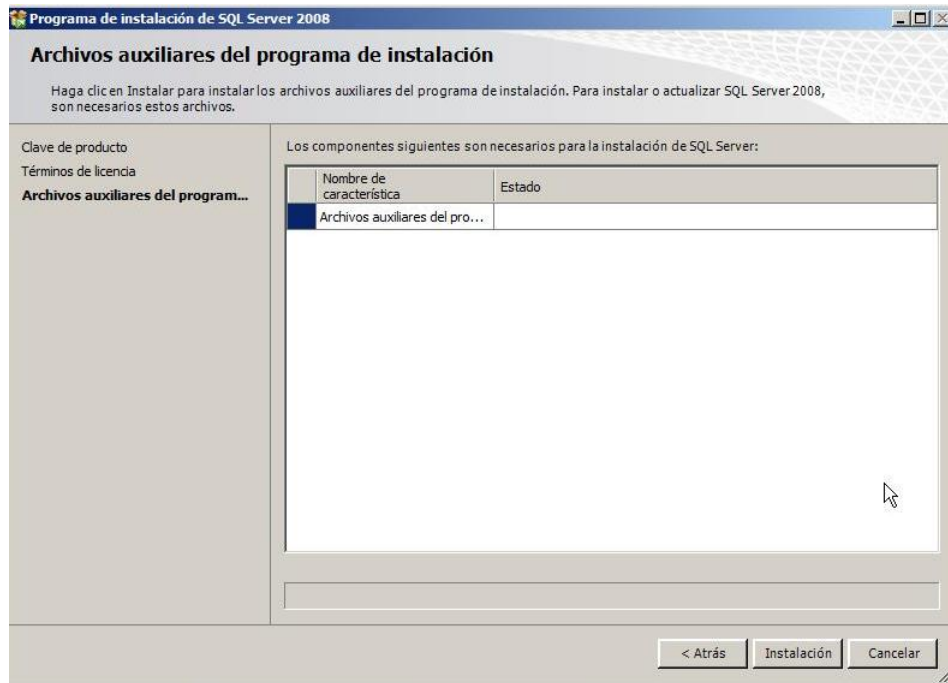 Programa de instalación de SQL Server 2008
Archivos auxiliares del programa de instalación
Haga clic en Instalar para instalar los archivos auxiliares del programa de instalación. Para instalar o actualizar SQL Server 2008,
son necesarios estos archivos.
Clave de producto
Términos de licencia
Archivos auxiliares del program...
Los componentes siguientes son necesarios para la instalación de SQL Server:
Nombre de
característica
Estado
Archivos auxiliares del pro...
< Atrás
Instalación
Cancelar